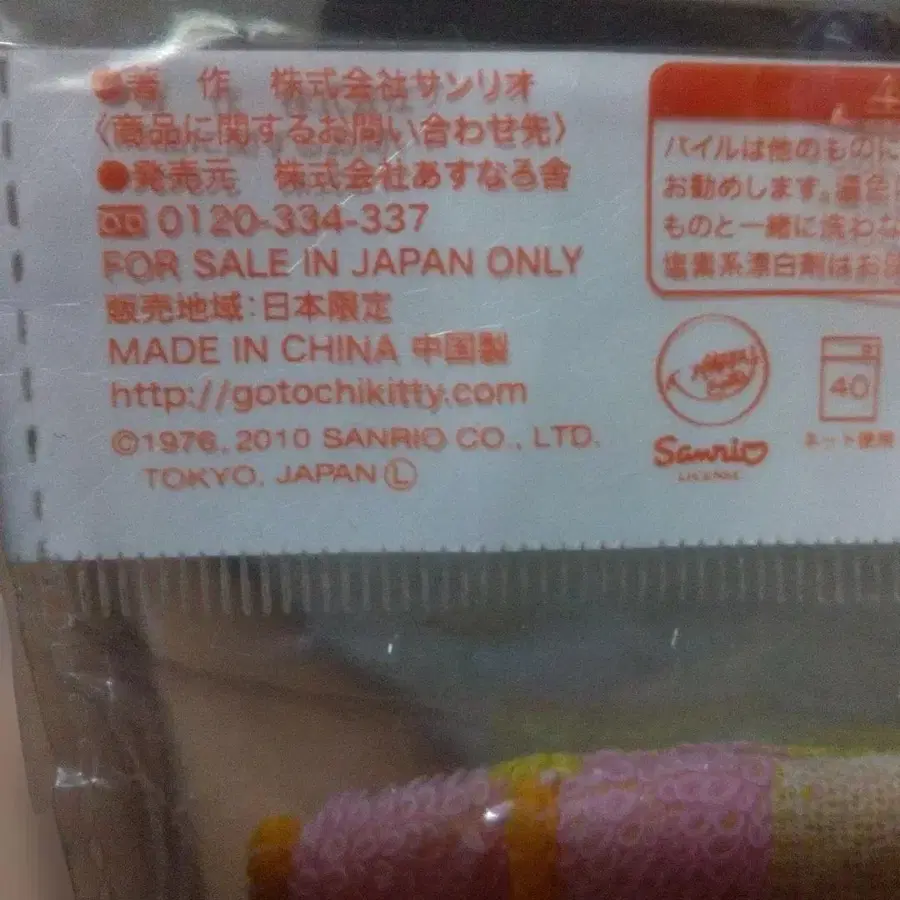 ●著 作 株式会社サンリオ
〈商品に関するお問い合わせ先〉
●発売元 株式会社あすなろ舎
0120-334-337
FOR SALE IN JAPAN ONLY
販売地域:日本限定
MADE IN CHINA 中国製
http://gotochikitty.com
©1976, 2010 SANRIO CO., LTD.
TOKYO, JAPAN Ⓛ
パイルは他のものに
お勧めします。濃色
ものと一緒に洗わな
塩素系漂白剤はお
Sanrio
LICENSE
40
ネット使用